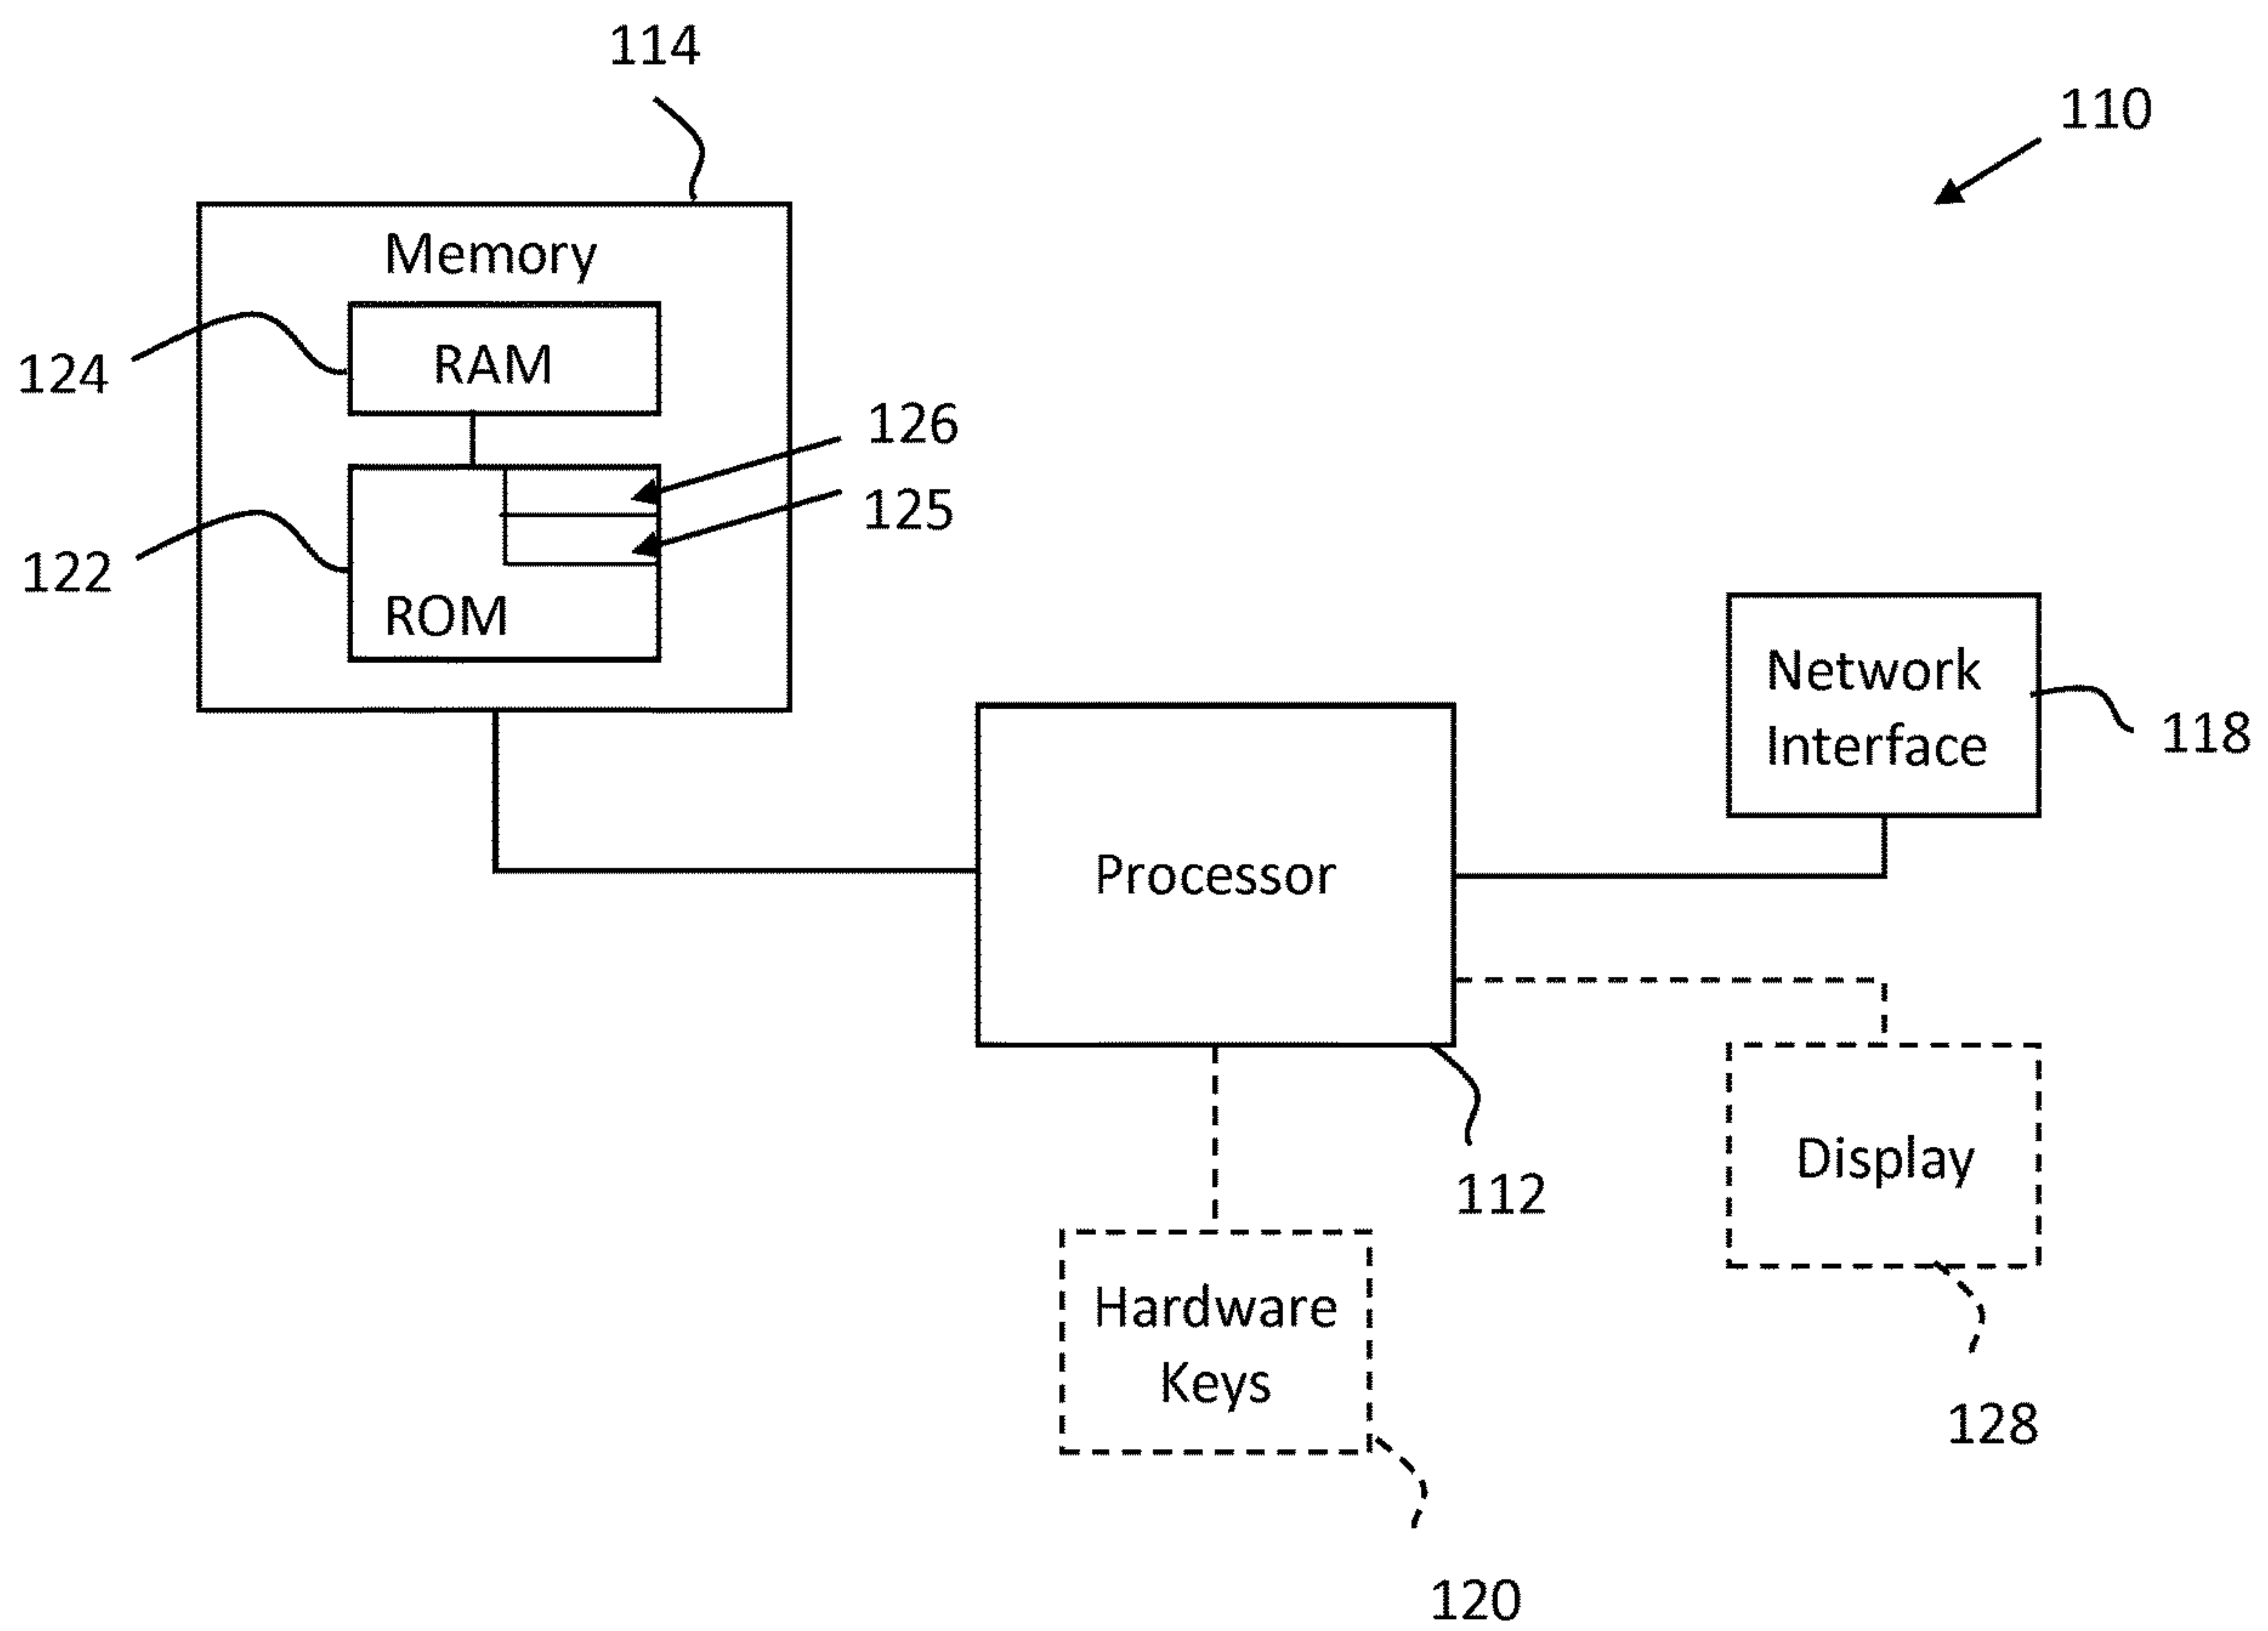 114
110
Memory
RAM
124
126
125
122
ROM
Network
Interface
118
Processor
112
Display
Hardware
Keys
128
120